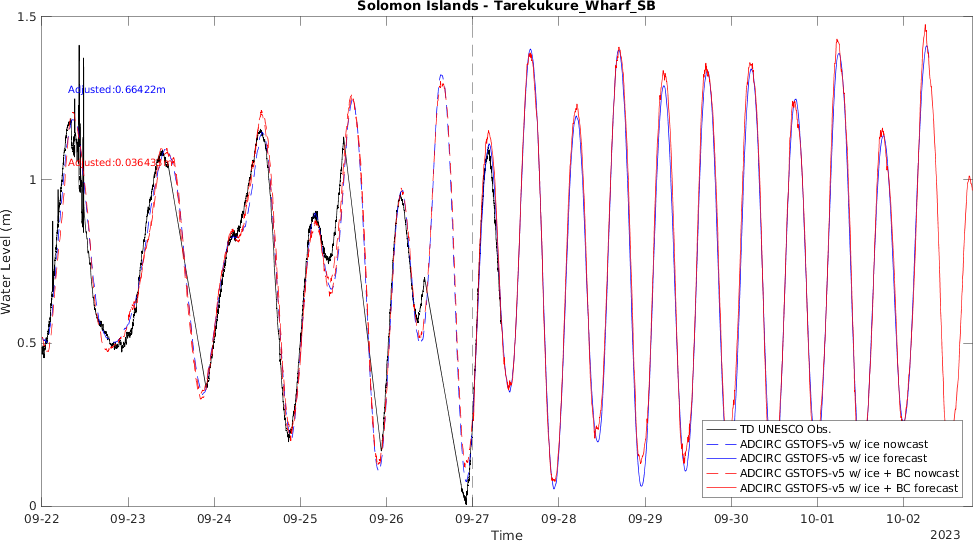 Solomon Islands - Tarekukure_Wharf_SB
Water Level (m)
1.5
1
0.5
0
Adjusted:0.66422m
Adjusted:0.03643
TD UNESCO Obs.
ADCIRC GSTOFS-v5 w/ ice nowcast
ADCIRC GSTOFS-v5 w/ ice forecast
ADCIRC GSTOFS-v5 w/ ice + BC nowcast
ADCIRC GSTOFS-v5 w/ ice + BC forecast
09-22 09-23 09-24 09-25 09-26 09-27 09-28 09-29 09-30 10-01 10-02
Time
2023